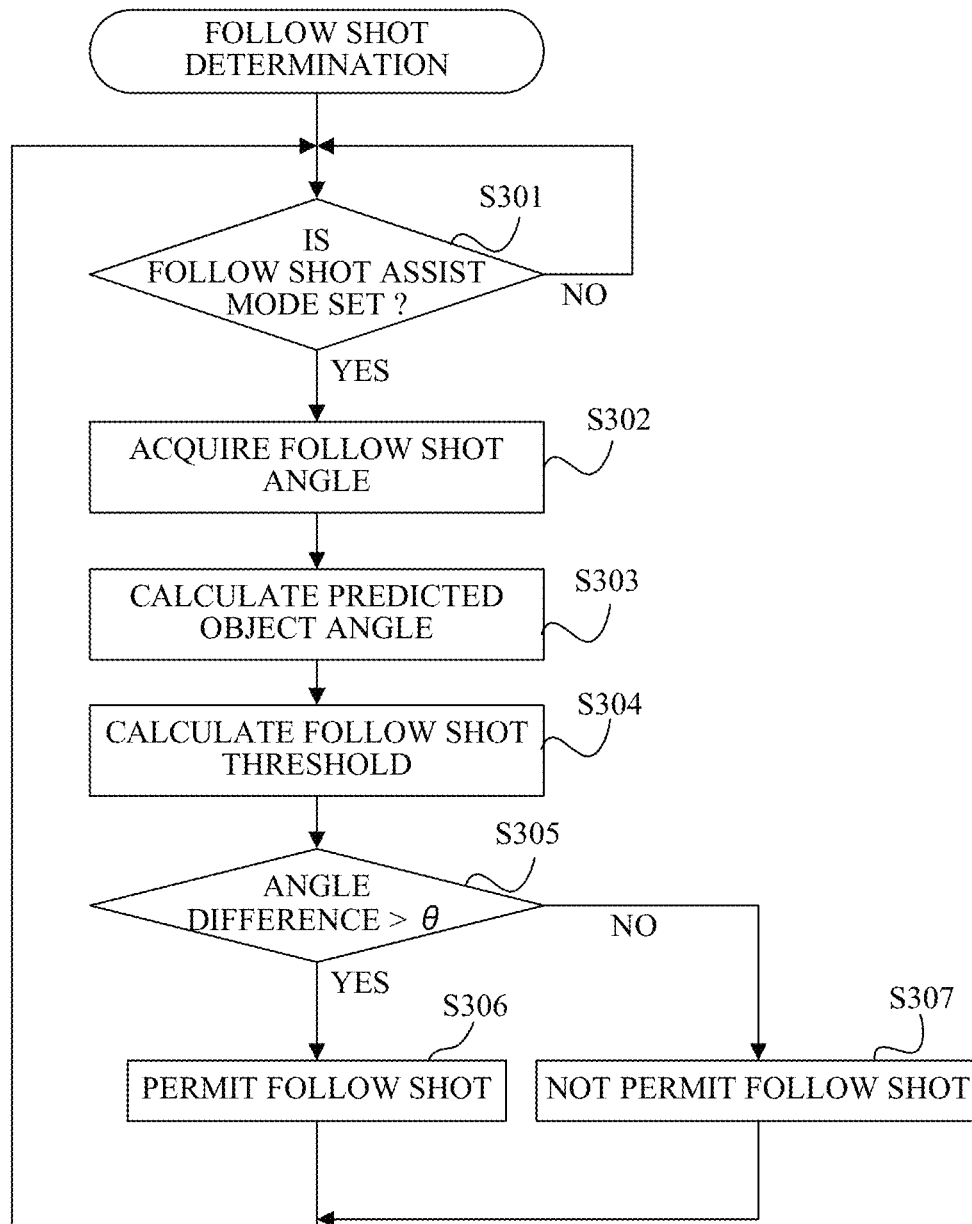 FOLLOW SHOT
DETERMINATION
S301
IS
FOLLOW SHOT ASSIST
MODE SET ?
NO
YES
S302
ACQUIRE FOLLOW SHOT
ANGLE
S303
CALCULATE PREDICTED
OBJECT ANGLE
S304
CALCULATE FOLLOW SHOT
THRESHOLD
S305
ANGLE
DIFFERENCE > θ
NO
YES
S306
S307
PERMIT FOLLOW SHOT
NOT PERMIT FOLLOW SHOT